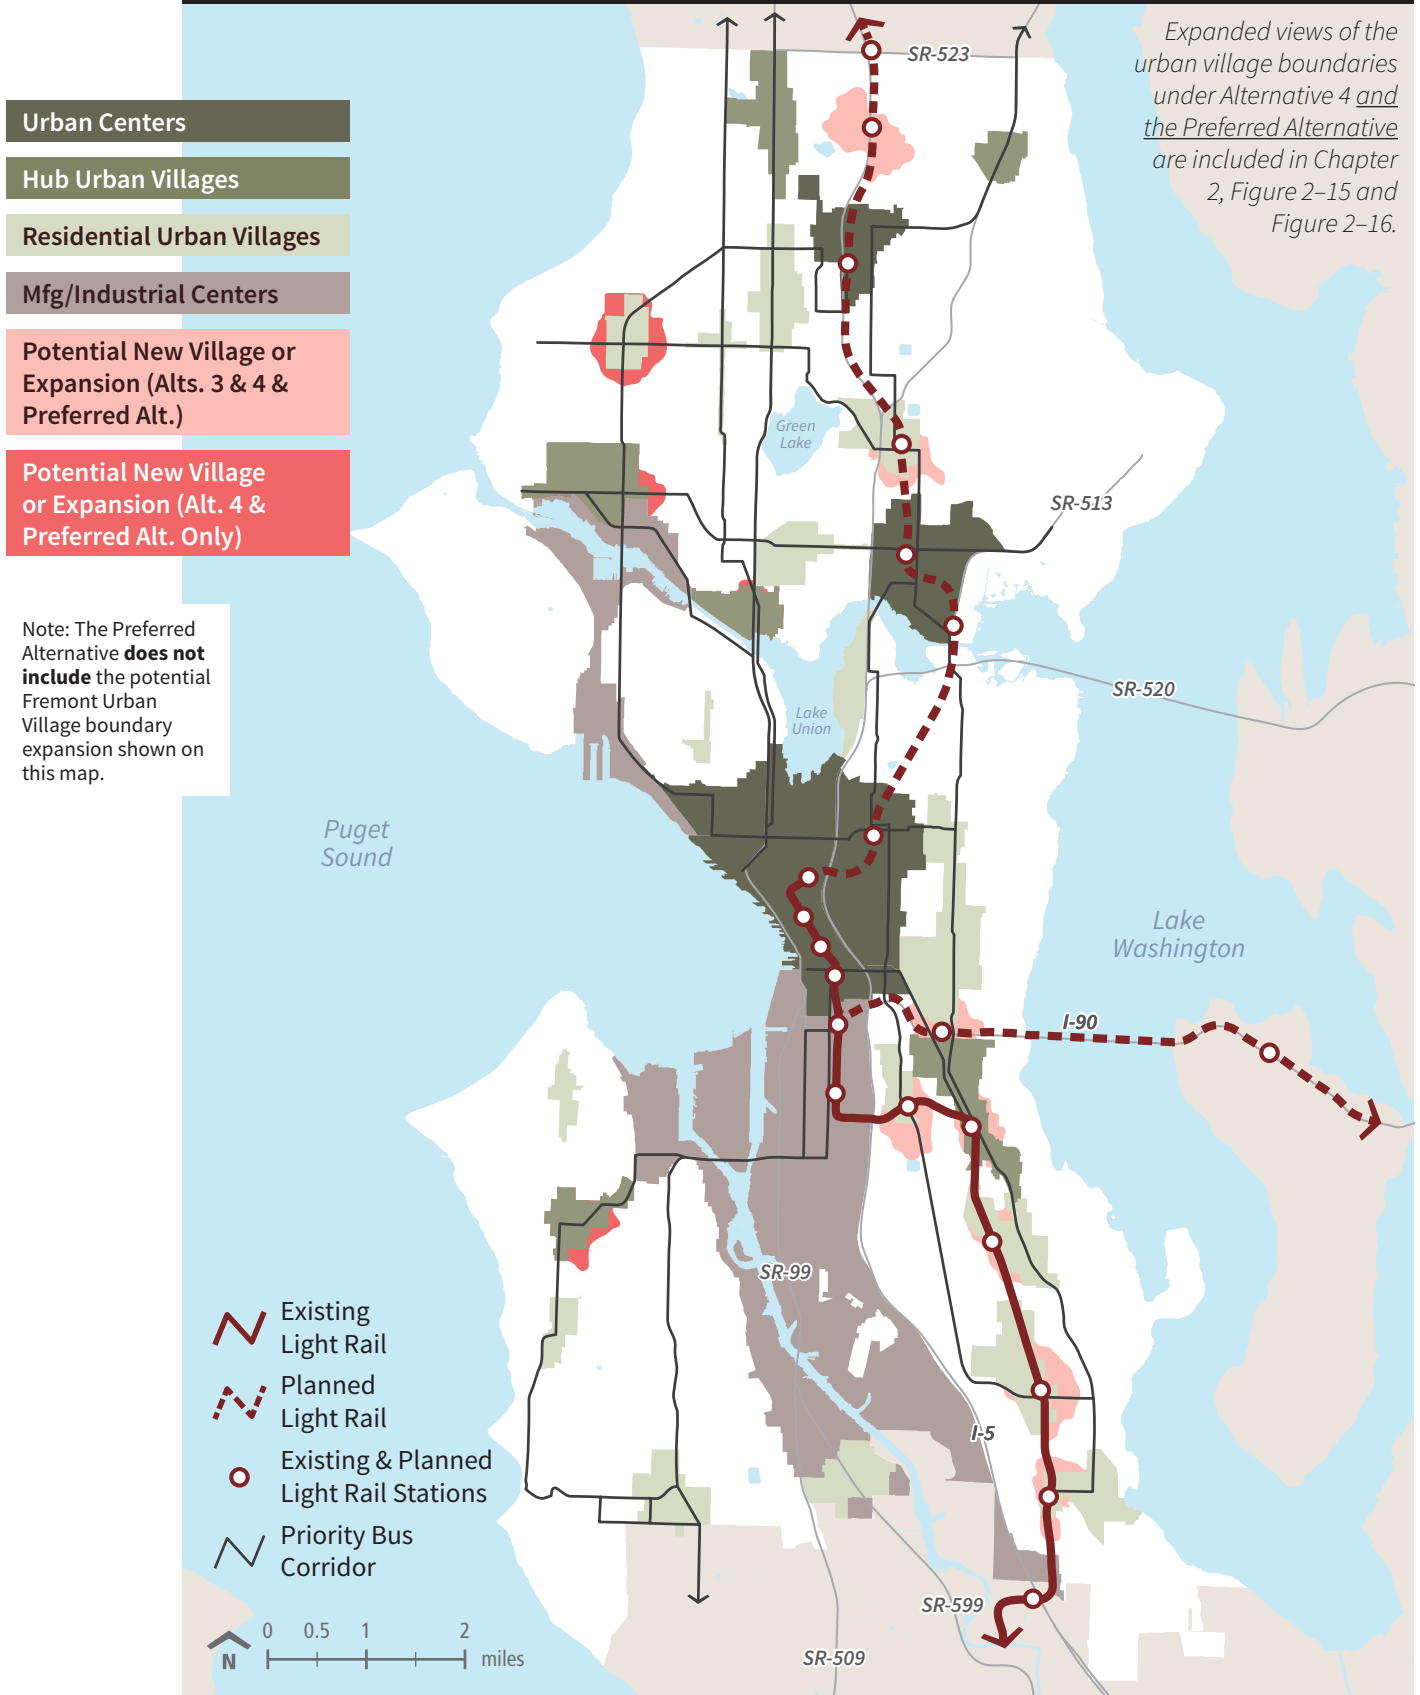 Expanded views of the
urban village boundaries
under Alternative 4 and
the Preferred Alternative
are included in Chapter
2, Figure 2–15 and
Figure 2–16.
Urban Centers
Hub Urban Villages
Residential Urban Villages
Mfg/Industrial Centers
Potential New Village or
Expansion (Alts. 3 & 4 &
Preferred Alt.)
Potential New Village
or Expansion (Alt. 4 &
Preferred Alt. Only)
Note: The Preferred
Alternative does not
include the potential
Fremont Urban
Village boundary
expansion shown on
this map.
SR-523
Green
Lake
SR-513
SR-520
Lake
Union
Puget
Sound
Lake
Washington
I-90
SR-99
I-5
SR-599
SR-509
Existing
Light Rail
Planned
Light Rail
Existing & Planned
Light Rail Stations
Priority Bus
Corridor
N
0 0.5 1 2
miles